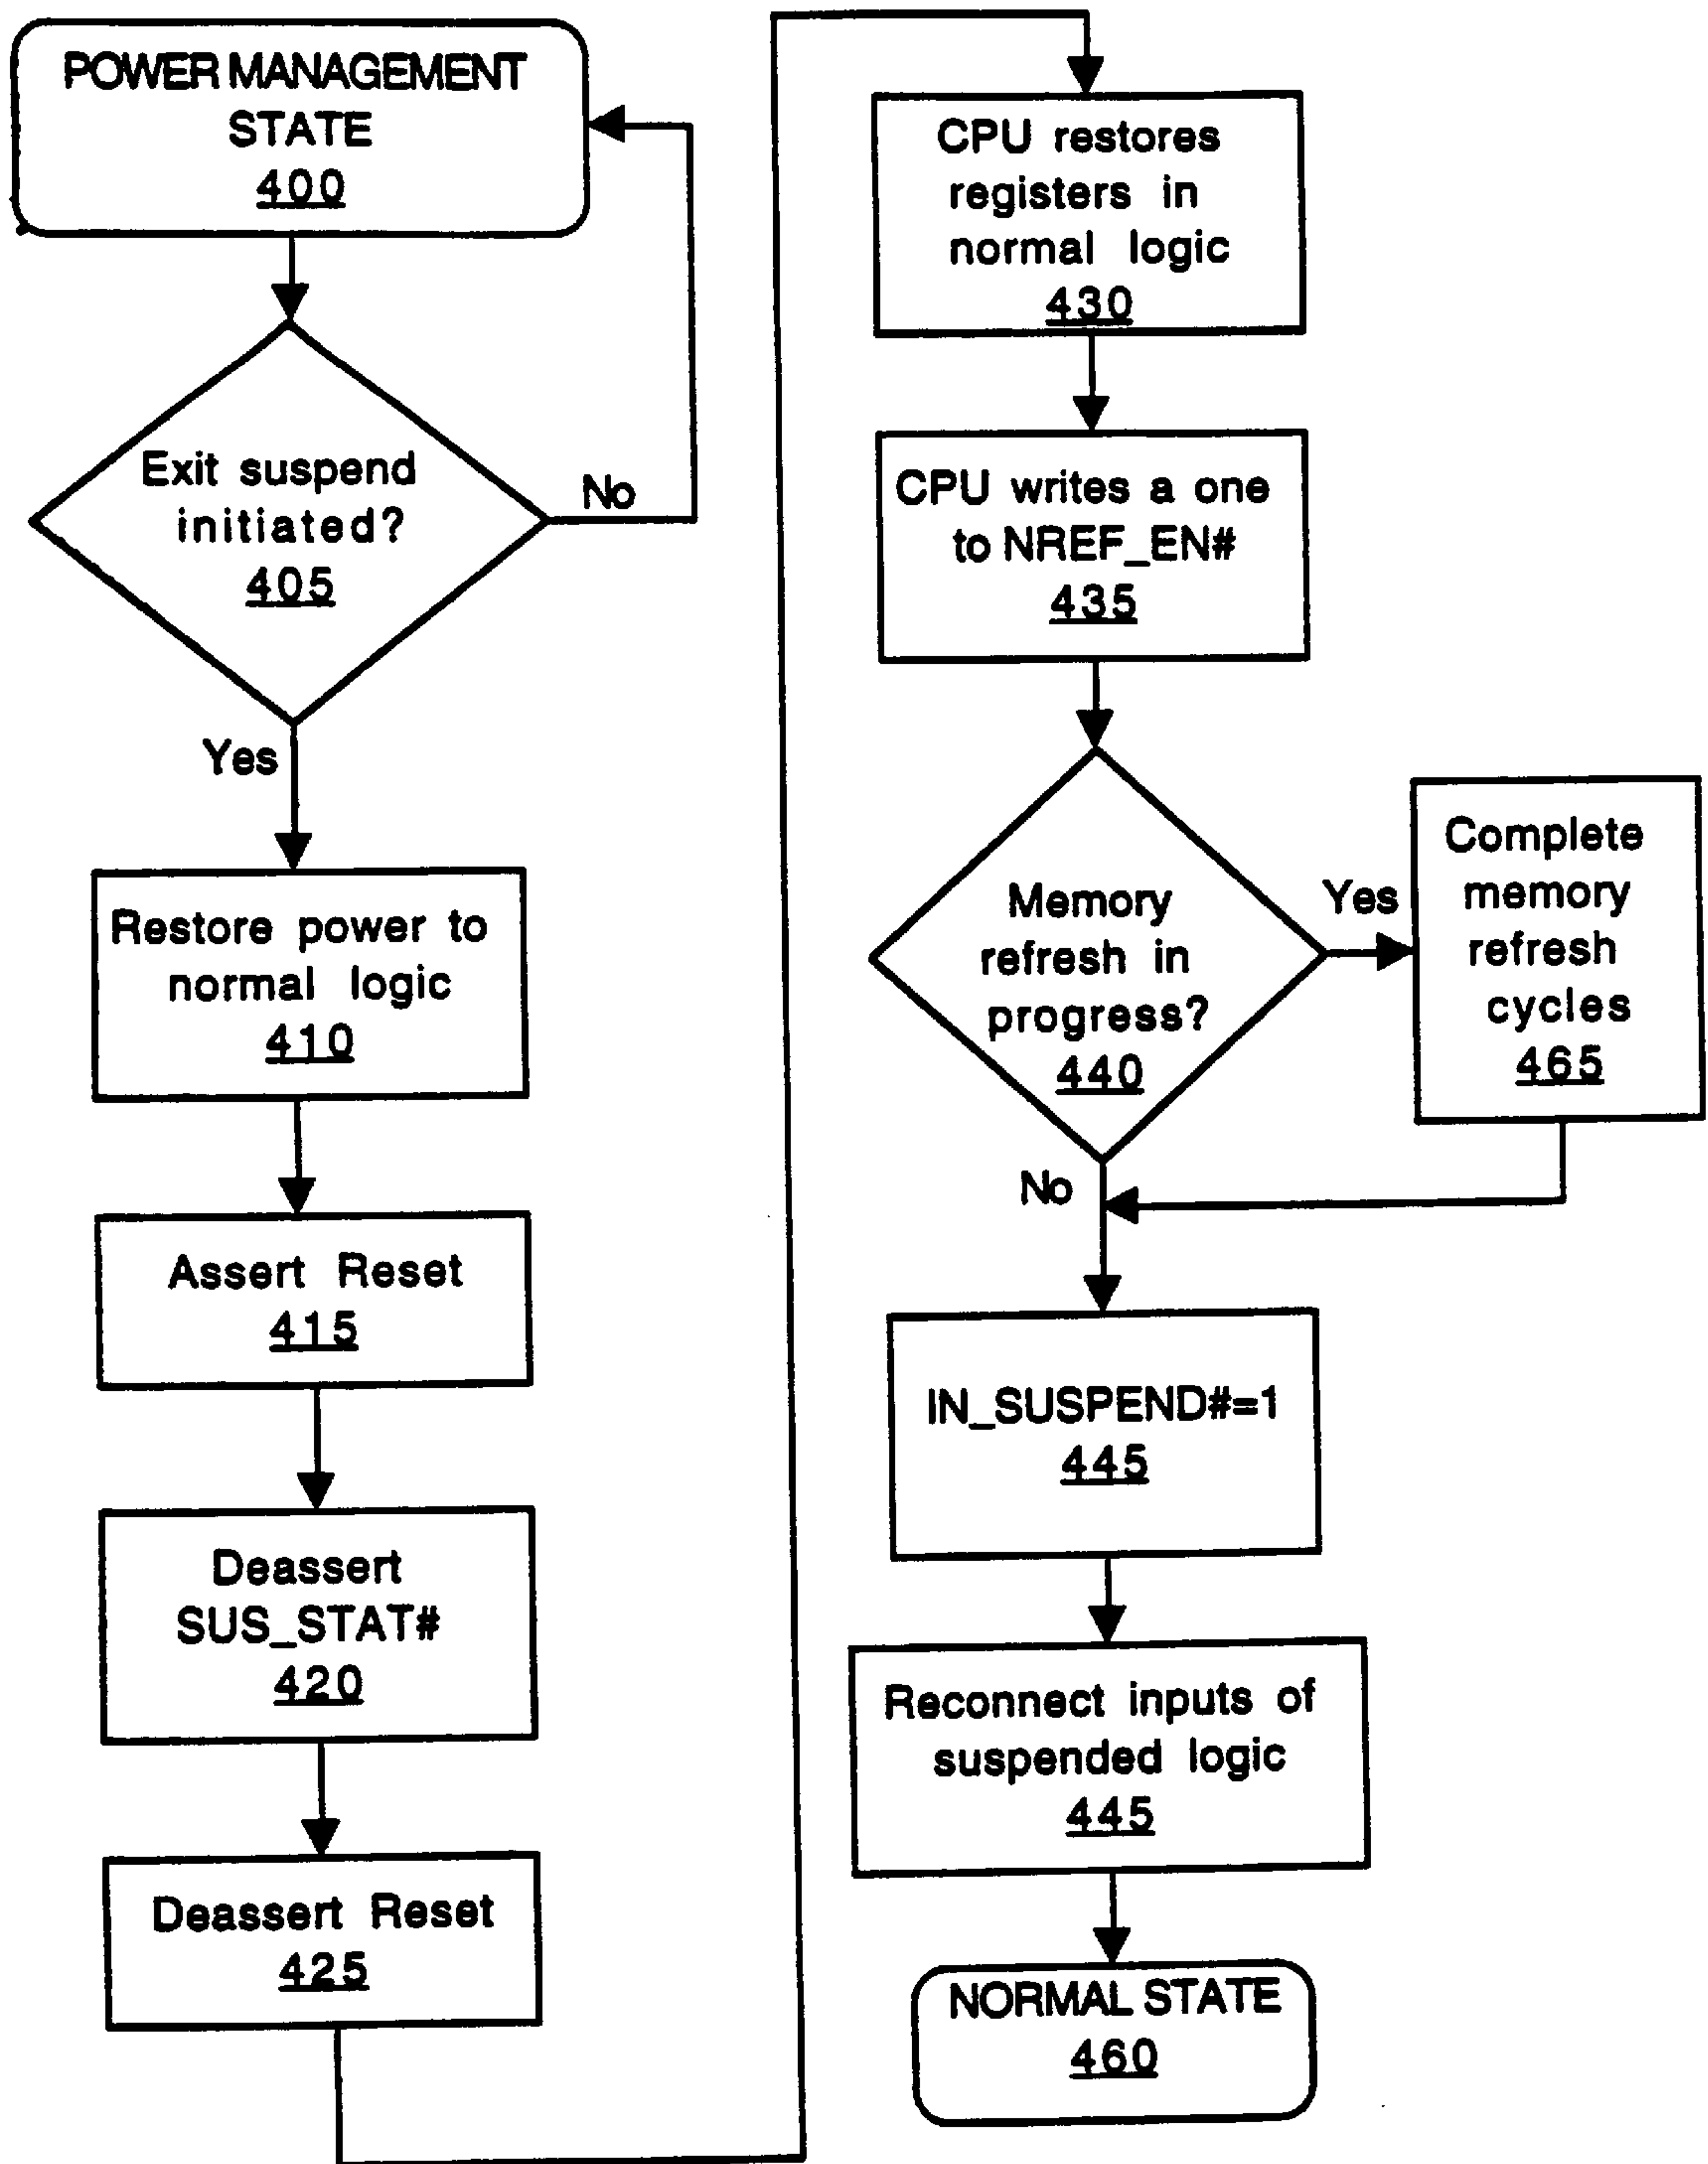 POWER MANAGEMENT
STATE
400
Exit suspend
initiated?
405
No
Yes
Restore power to
normal logic
410
Assert Reset
415
Deassert
SUS_STAT#
420
Deassert Reset
425
CPU restores
registers in
normal logic
430
CPU writes a one
to NREF_EN#
435
Memory
refresh in
progress?
440
Yes
Complete
memory
refresh
cycles
465
No
IN_SUSPEND#=1
445
Reconnect inputs of
suspended logic
445
NORMAL STATE
460